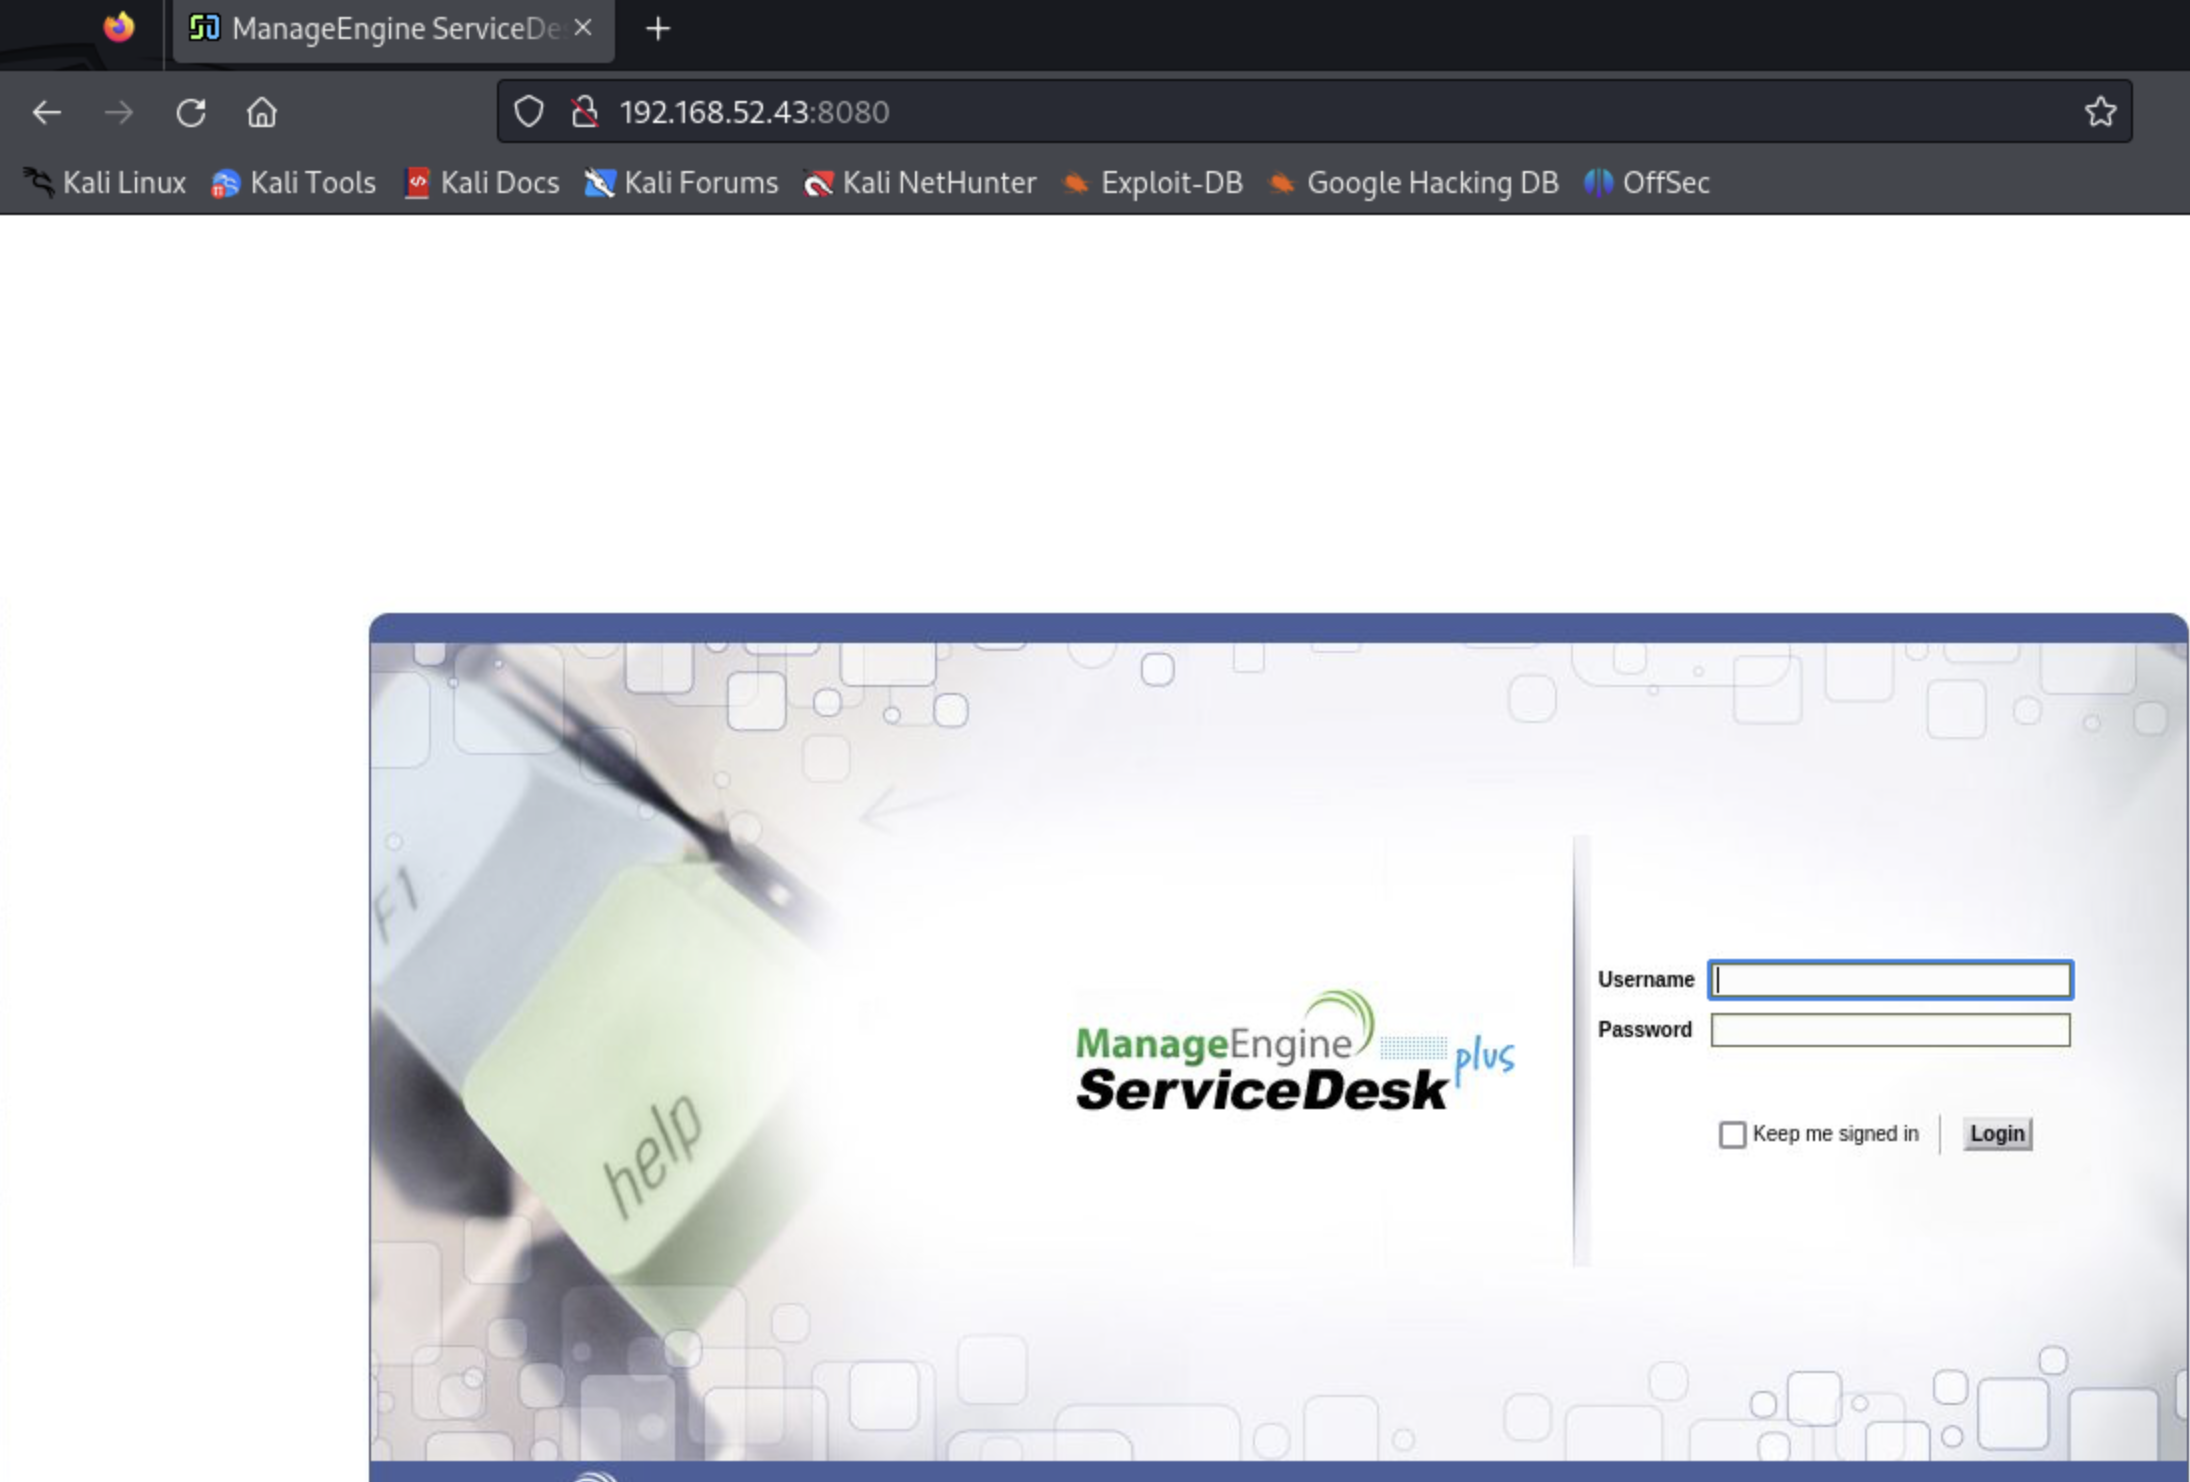 ManageEngine ServiceDe
192.168.52.43:8080
Kali Linux Kali Tools Kali Docs Kali Forums Kali NetHunter Exploit-DB Google Hacking DB OffSec
F1
help
ManageEngine
ServiceDesk plus
Username
Password
Keep me signed in Login